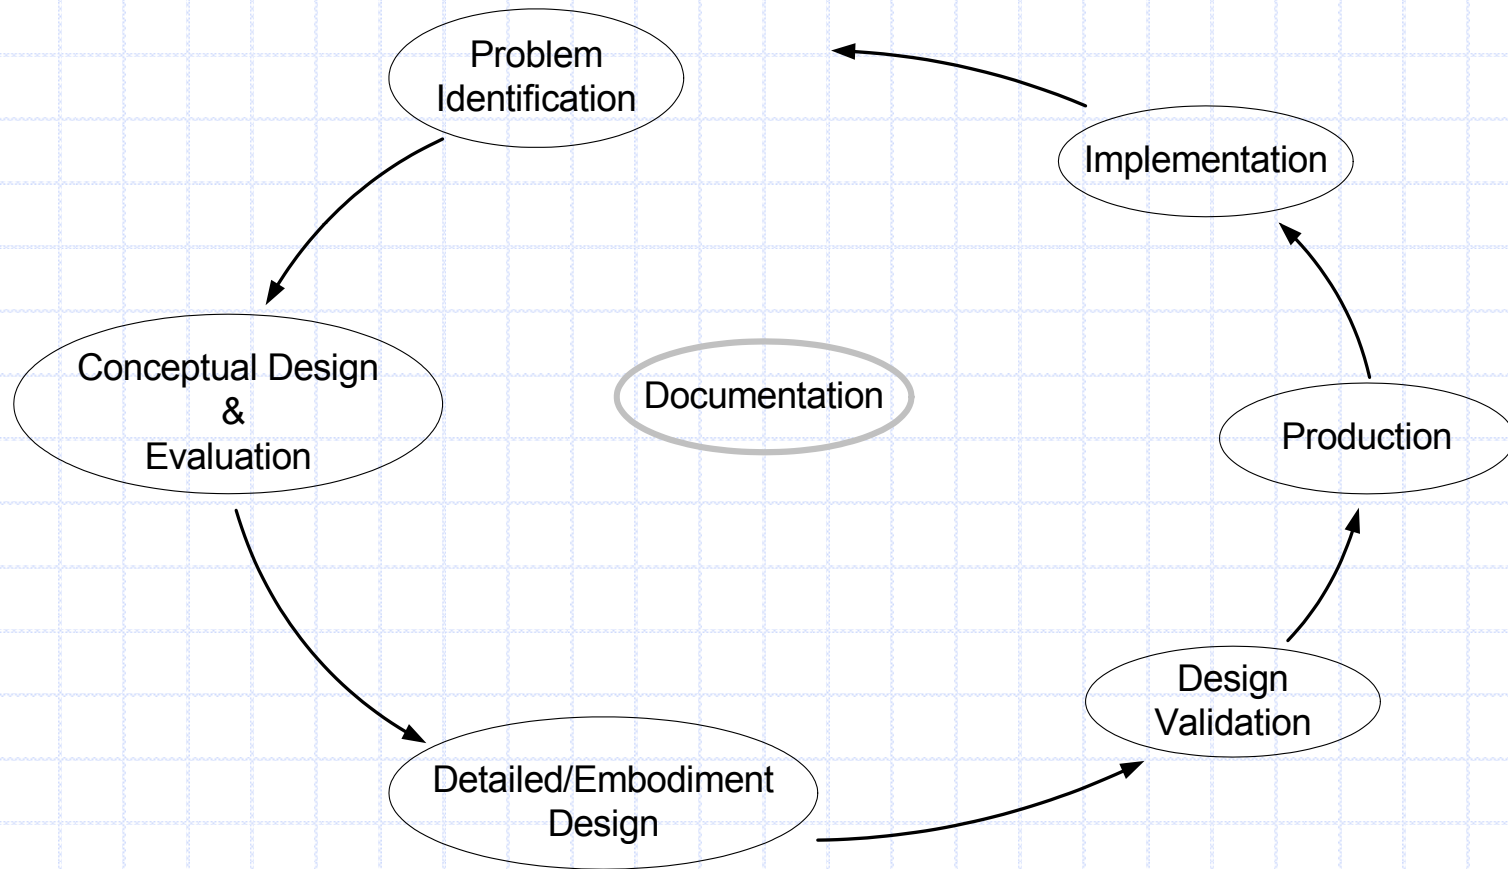 Problem
Identification
Implementation
Conceptual Design
&
Evaluation
Documentation
Production
Design
Validation
Detailed/Embodiment
Design